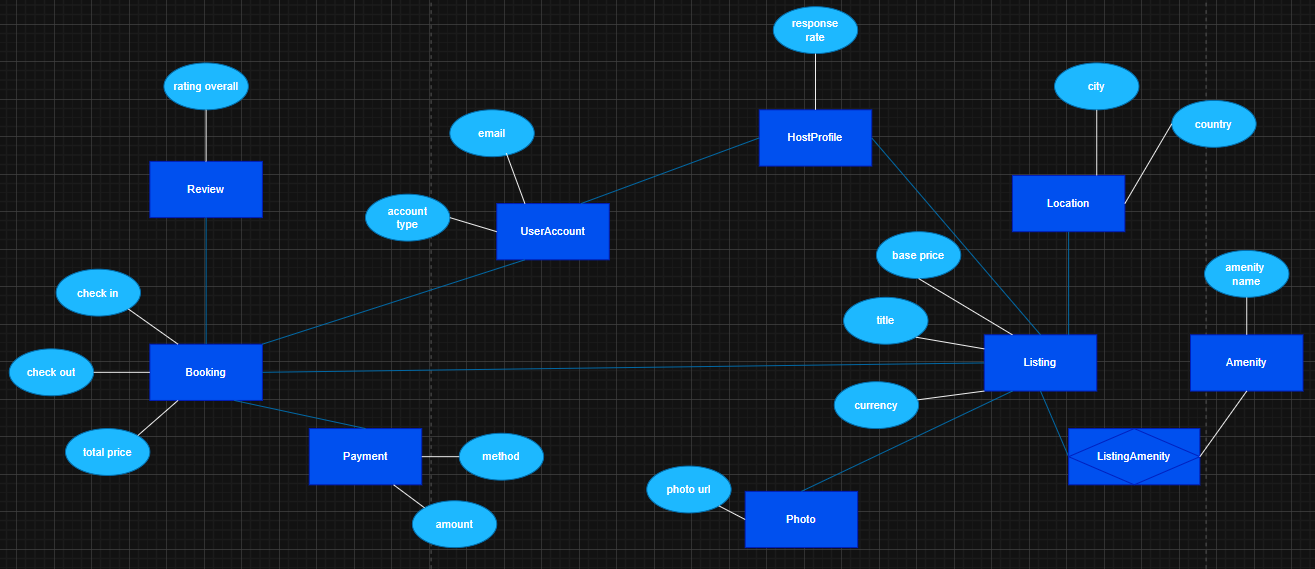 response
rate
rating overall
city
country
email
HostProfile
Review
Location
account
type
UserAccount
base price
amenity
name
check in
title
Listing
Amenity
check out
Booking
currency
total price
Payment
method
ListingAmenity
photo url
Photo
amount